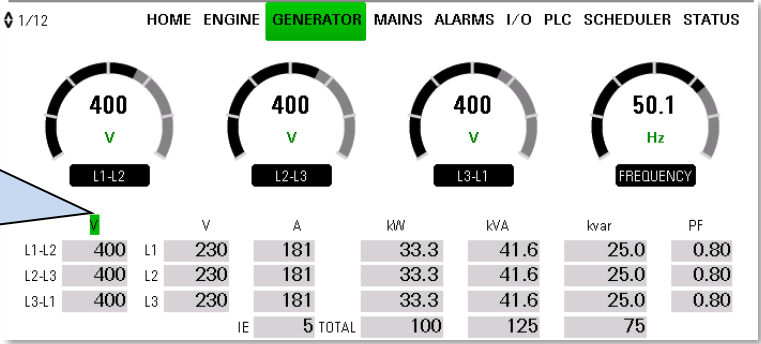 1/12 HOME ENGINE GENERATOR MAINS ALARMS I/O PLC SCHEDULER STATUS
400 400 400 50.1
V V V Hz
L1-L2 L2-L3 L3-L1 FREQUENCY
V V A kW kVA kvar PF
L1-L2 400 L1 230 181 33.3 41.6 25.0 0.80
L2-L3 400 L2 230 181 33.3 41.6 25.0 0.80
L3-L1 400 L3 230 181 33.3 41.6 25.0 0.80
IE 5 TOTAL 100 125 75